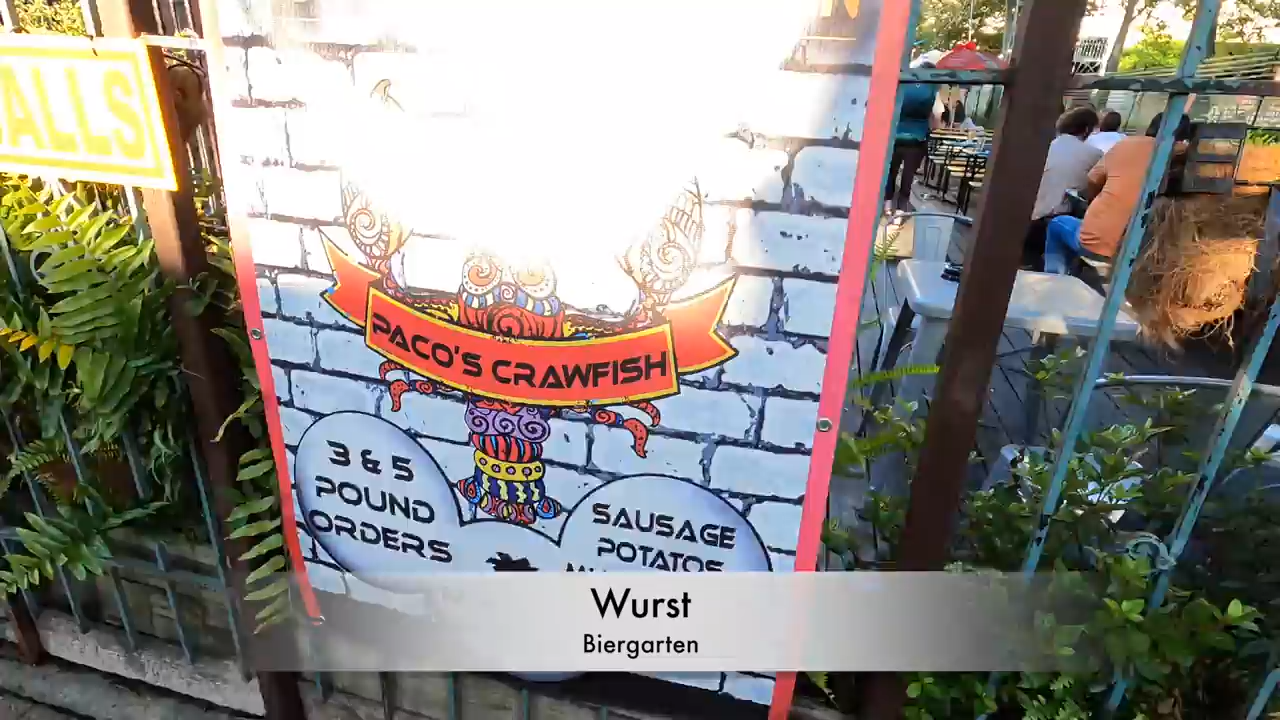 ALLS
PACO'S CRAWFISH
3 & 5
POUND
ORDERS
SAUSAGE
POTATOS
Wurst
Biergarten